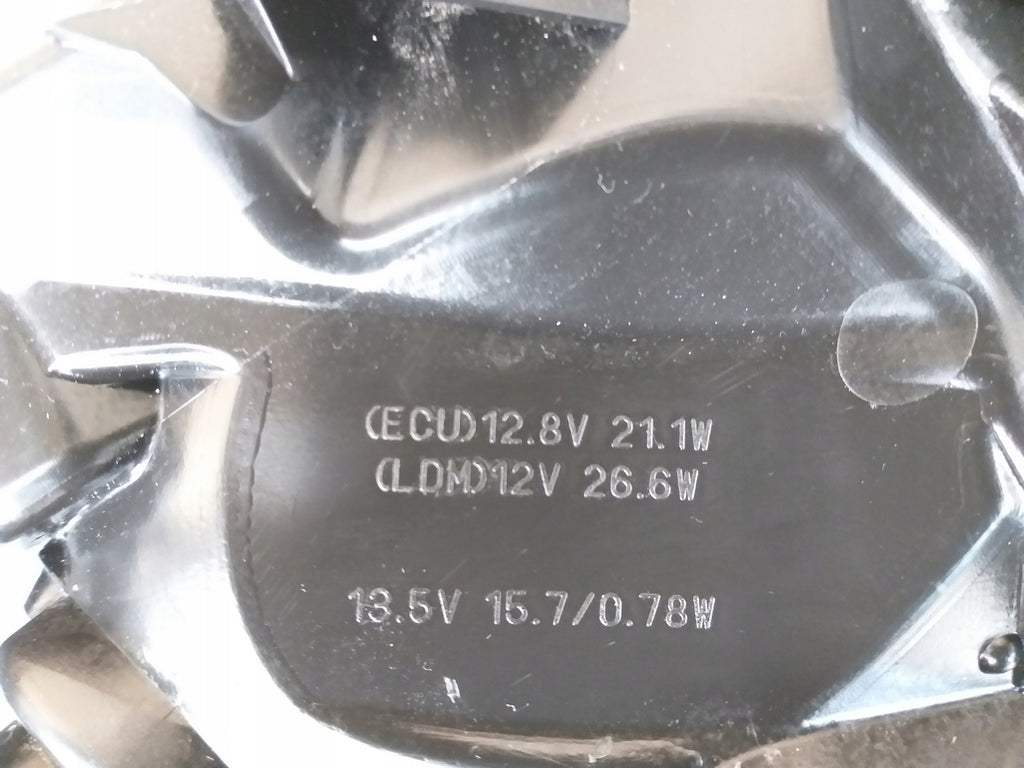 (ECU)12.8V 21.1W
(LDM)12V 26.6W
13.5V 15.7/0.78W